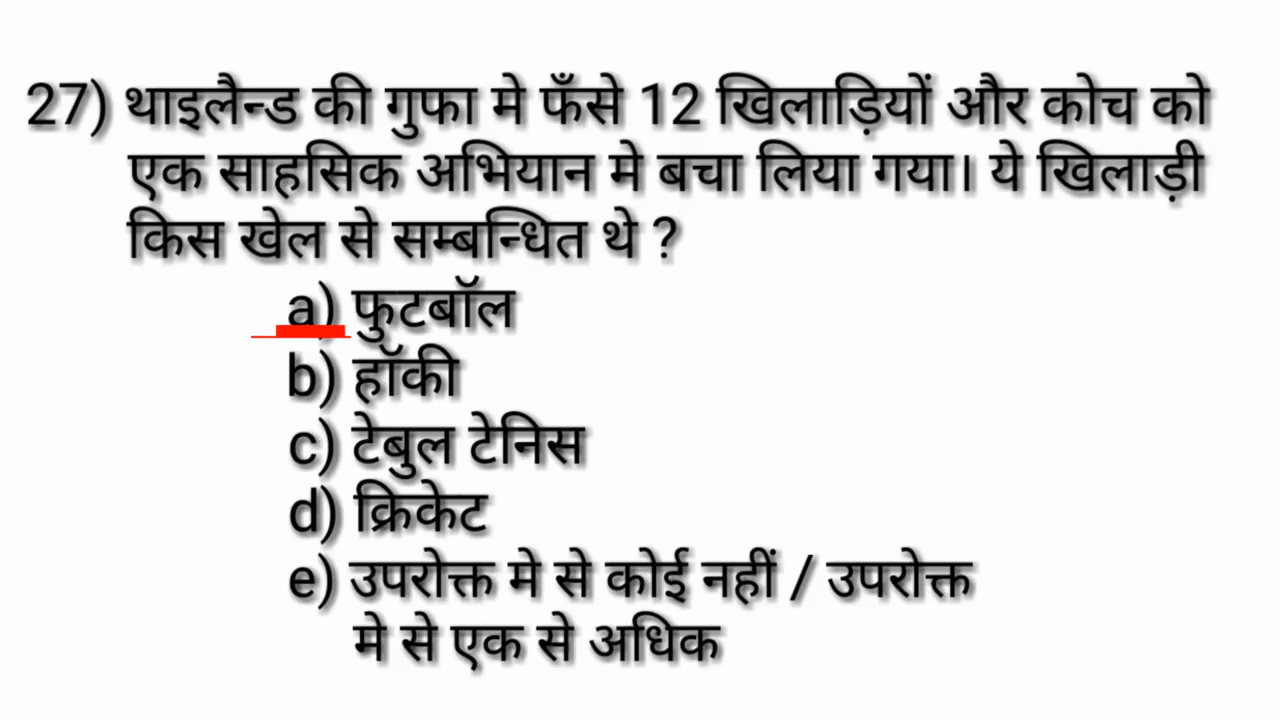 27) थाइलैन्ड की गुफा मे फँसे 12 खिलाड़ियों और कोच को
एक साहसिक अभियान मे बचा लिया गया। ये खिलाड़ी
किस खेल से सम्बन्धित थे ?
a) फुटबॉल
b) हॉकी
c) टेबुल टेनिस
d) क्रिकेट
e) उपरोक्त मे से कोई नहीं / उपरोक्त
मे से एक से अधिक